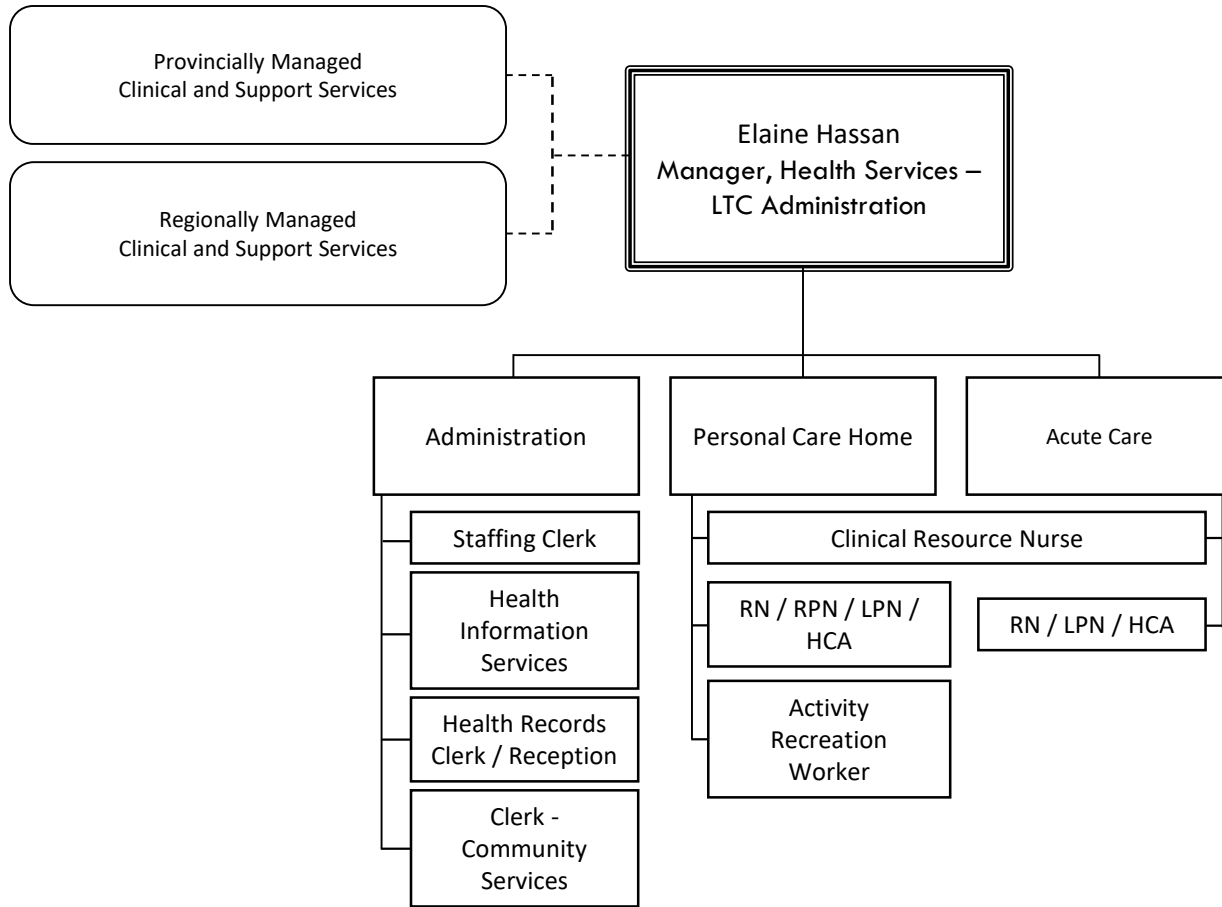 Provincially Managed
Clinical and Support Services
Elaine Hassan
Manager, Health Services –
LTC Administration
Regionally Managed
Clinical and Support Services
Administration
Personal Care Home
Acute Care
Staffing Clerk
Clinical Resource Nurse
Health
Information
Services
RN / RPN / LPN /
HCA
RN / LPN / HCA
Health Records
Clerk / Reception
Activity
Recreation
Worker
Clerk -
Community
Services